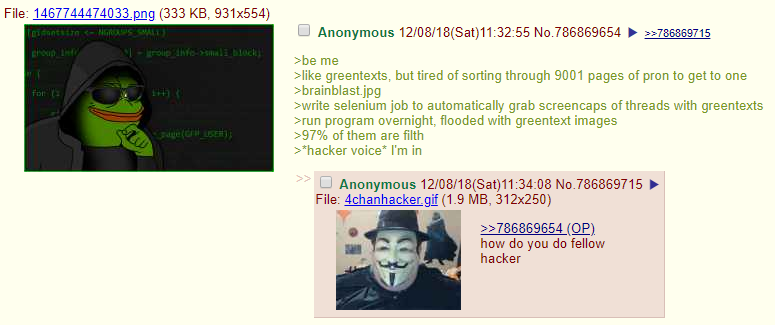 File: 1467744474033.png (333 KB, 931x554)
[gidsetsize <= NGROUPS_SMALL)
group_info->blocks[0] = group_info->small_block;
for (i
i++) {
_page(GFP_USER);
Anonymous 12/08/18(Sat)11:32:55 No.786869654 ▶ >>786869715
>be me
>like greentexts, but tired of sorting through 9001 pages of pron to get to one
>brainblast.jpg
>write selenium job to automatically grab screencaps of threads with greentexts
>run program overnight, flooded with greentext images
>97% of them are filth
>*hacker voice* I'm in
>>
Anonymous 12/08/18(Sat)11:34:08 No.786869715 ▶
File: 4chanhacker.gif (1.9 MB, 312x250)
>>786869654 (OP)
how do you do fellow
hacker